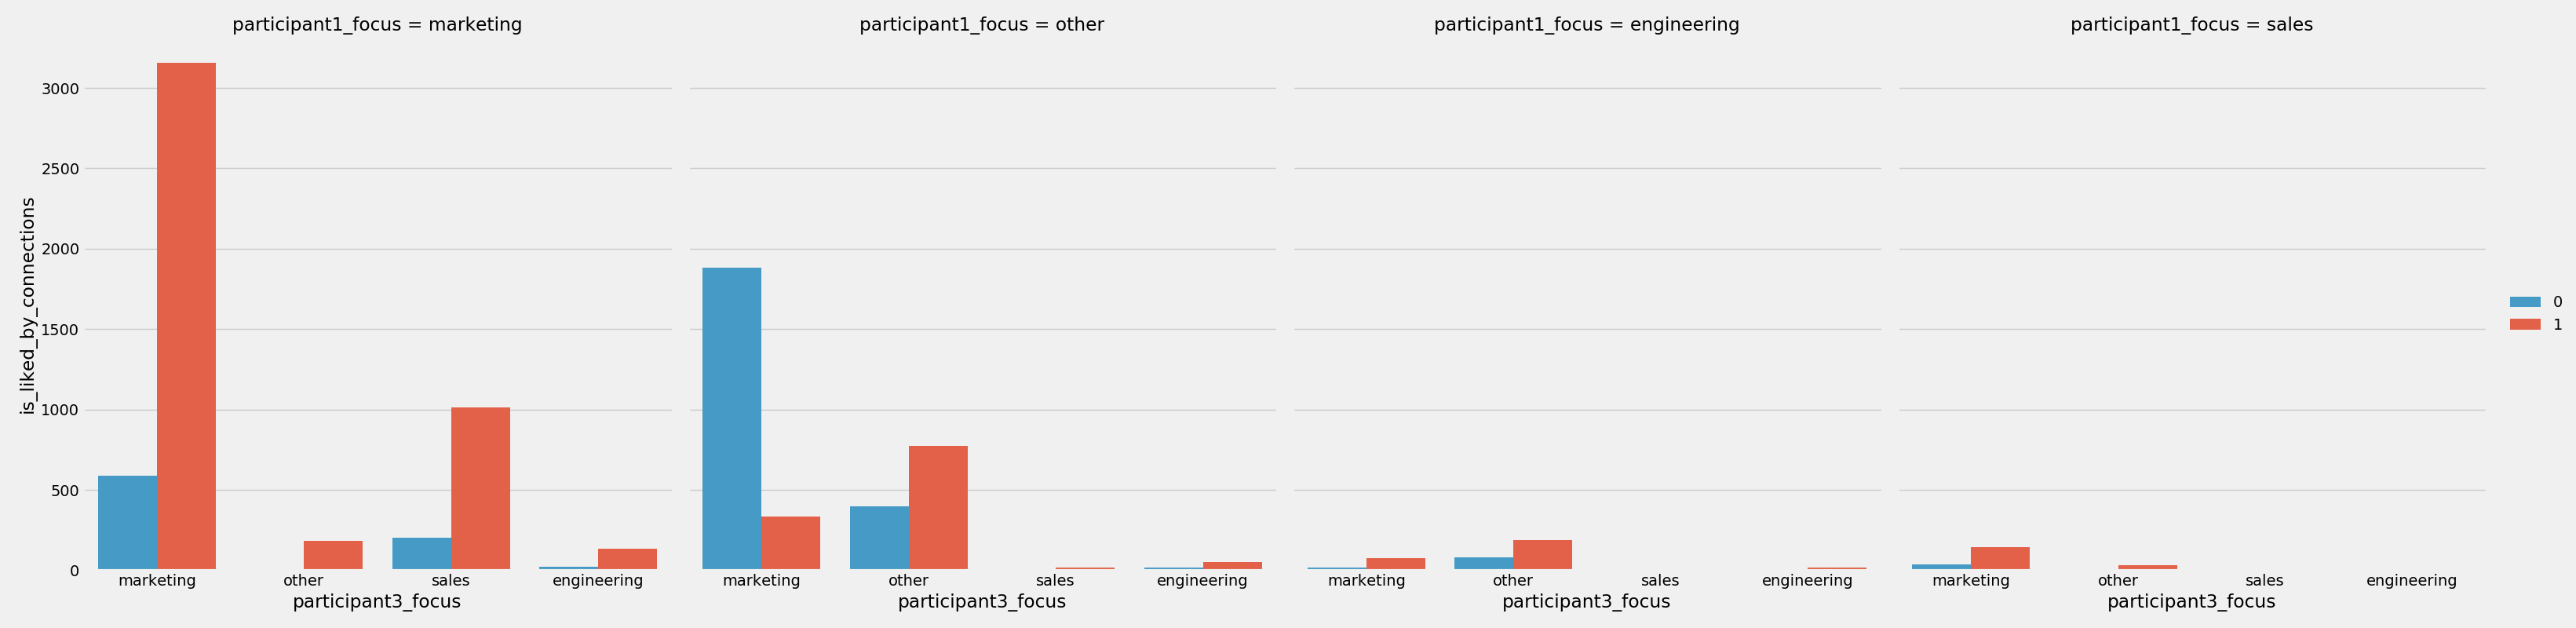 participant1_focus = marketing
participant1_focus = other
participant1_focus = engineering
participant1_focus = sales
is_liked_by_connections
3000
2500
2000
1500
1000
500
0
marketing other sales engineering
participant3_focus
marketing other sales engineering
participant3_focus
marketing other sales engineering
participant3_focus
marketing other sales engineering
participant3_focus
0
1